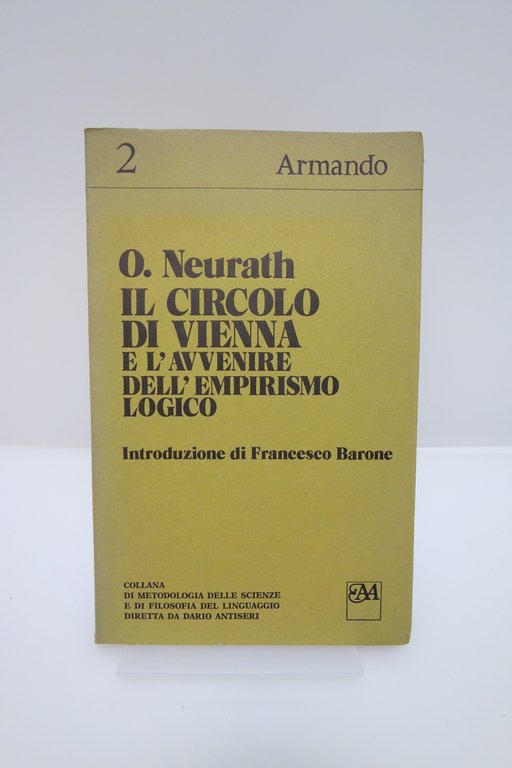 2 Armando
O. Neurath
IL CIRCOLO
DI VIENNA
E L'AVVENIRE
DELL'EMPIRISMO
LOGICO
Introduzione di Francesco Barone
COLLANA
DI METODOLOGIA DELLE SCIENZE
E DI FILOSOFIA DEL LINGUAGGIO
DIRETTA DA DARIO ANTISERI
EAA